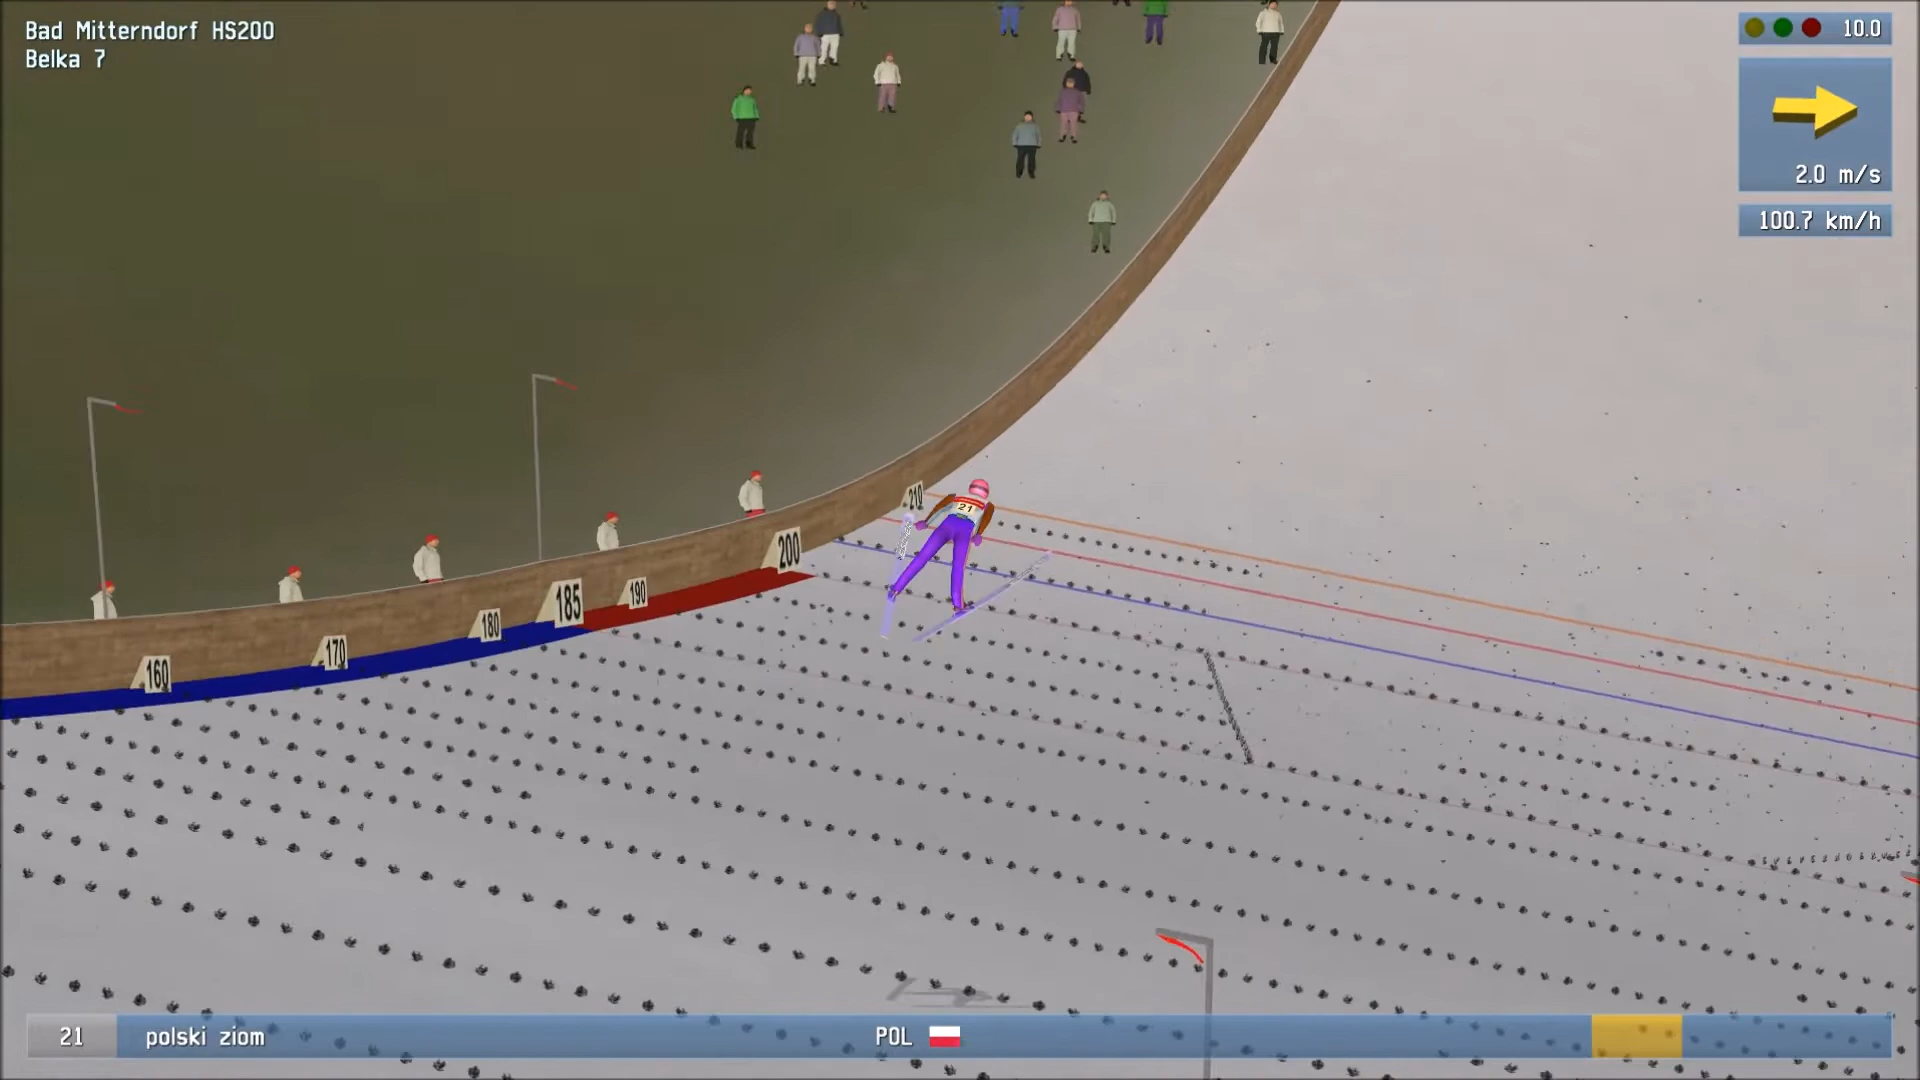 Bad Mitterndorf HS200
Belka 7
10.0
2.0 m/s
100.7 km/h
210
21
200
190
185
180
170
160
21 polski ziom POL